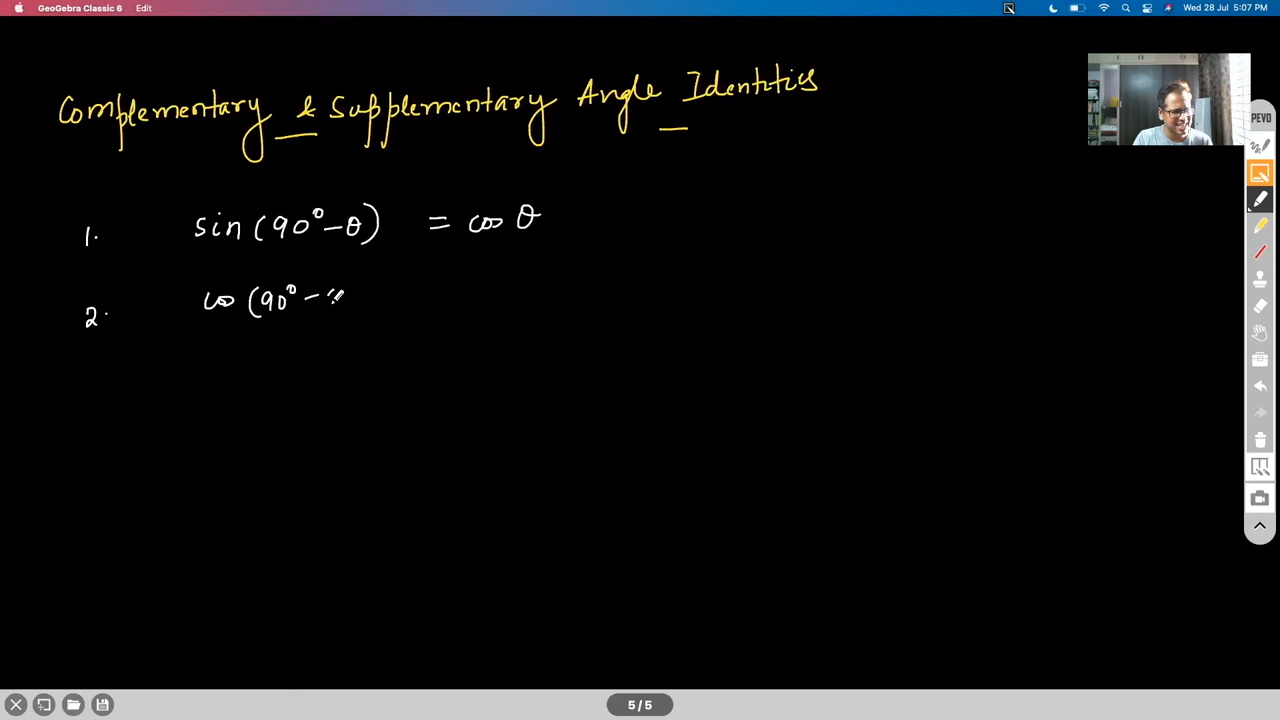 GeoGebra Classic 6 Edit Wed 28 Jul 5:07 PM
Complementary & Supplementary Angle Identities
PEVO
1. sin (90° – θ) = cos θ
2. cos (90° –
5 / 5